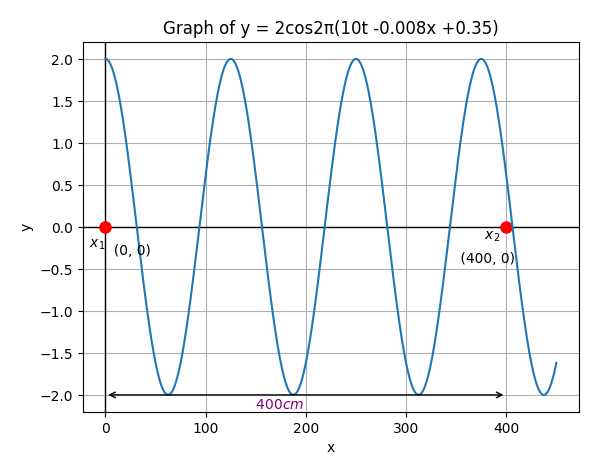 Graph of y = 2cos2π(10t -0.008x +0.35)
2.0
1.5
1.0
0.5
0.0
−0.5
−1.0
−1.5
−2.0
y
x₁
(0, 0)
x₂
(400, 0)
400cm
0
100
200
300
400
x